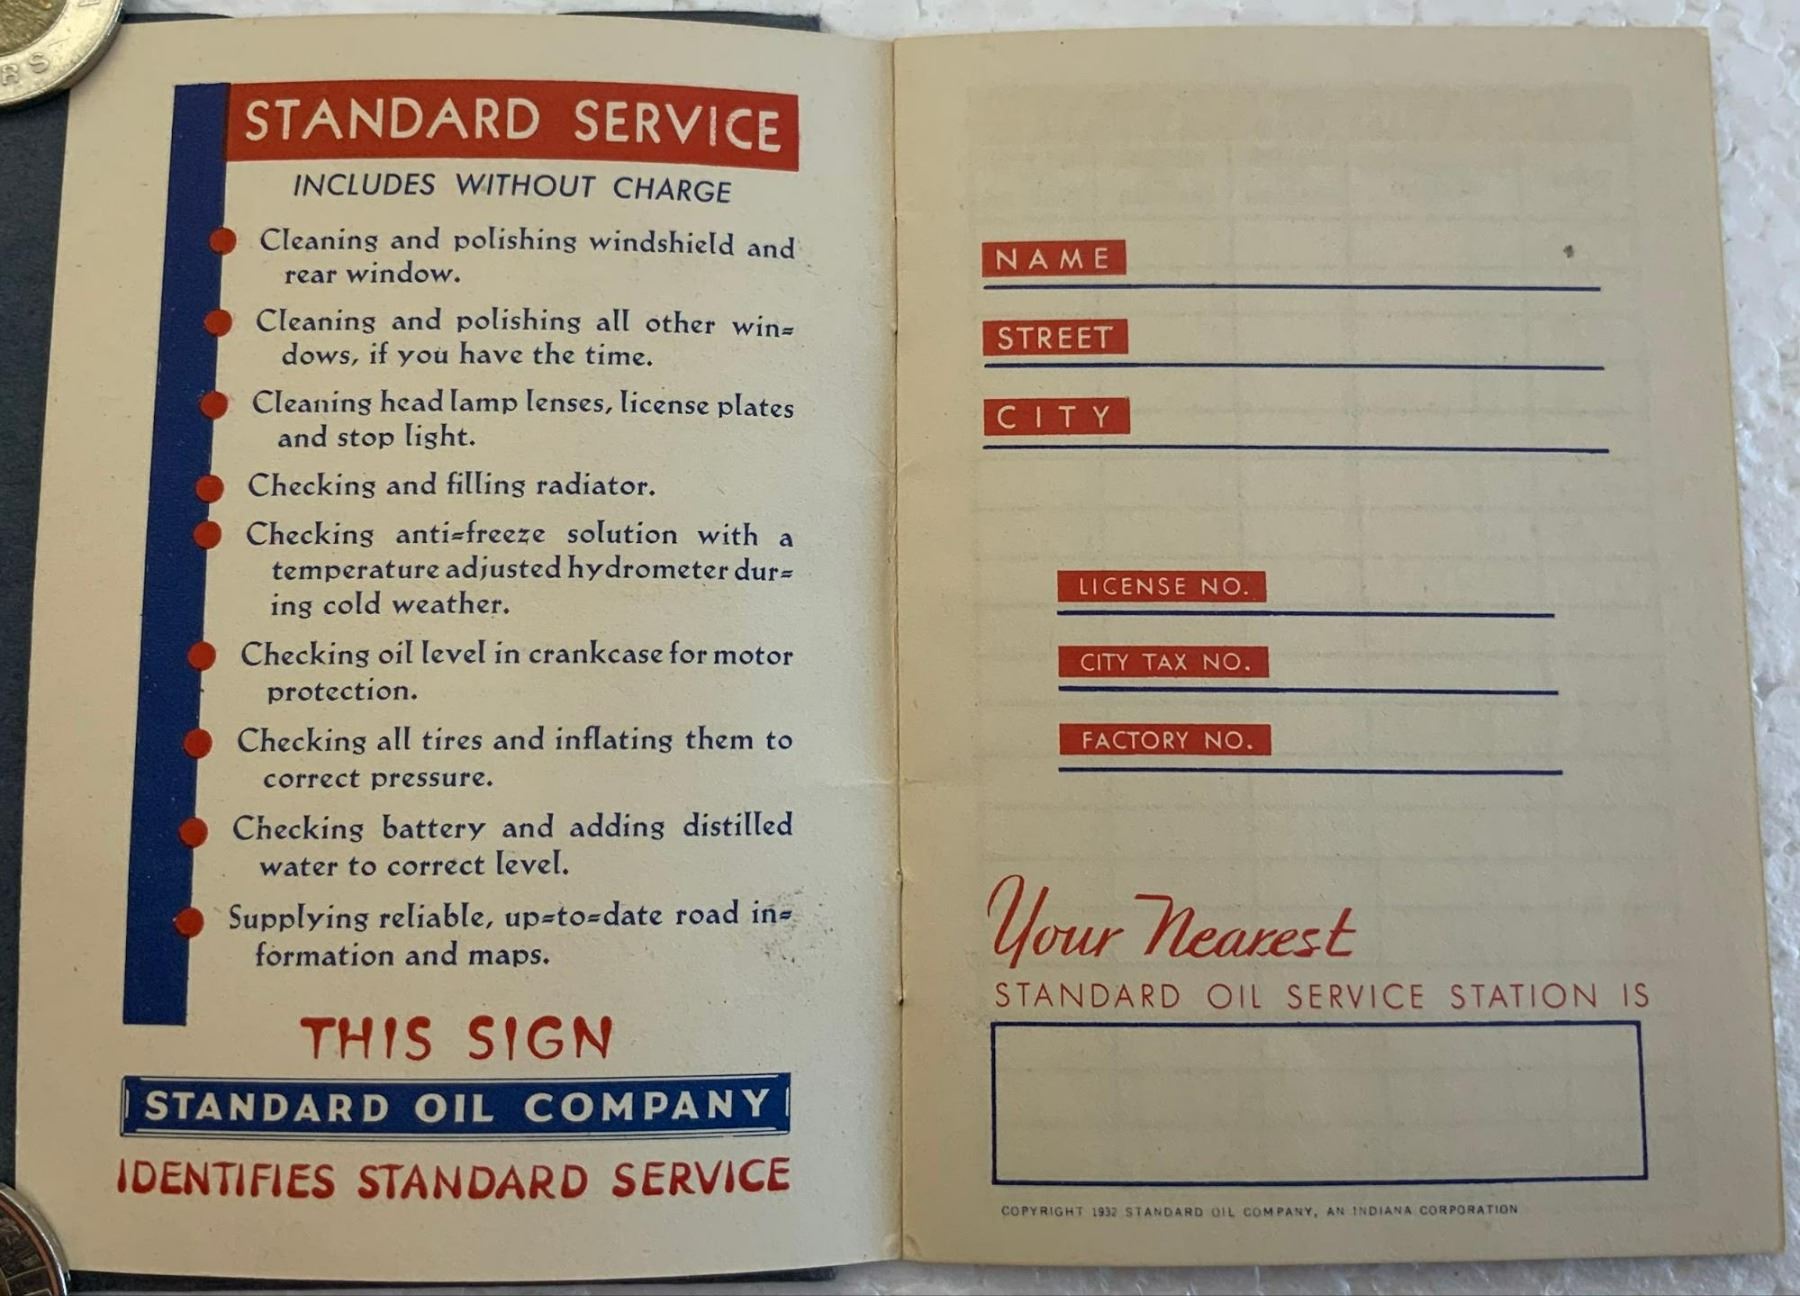 RS
STANDARD SERVICE
INCLUDES WITHOUT CHARGE
Cleaning and polishing windshield and
rear window.
Cleaning and polishing all other win=
dows, if you have the time.
Cleaning head lamp lenses, license plates
and stop light.
Checking and filling radiator.
Checking anti=freeze solution with a
temperature adjusted hydrometer dur=
ing cold weather.
Checking oil level in crankcase for motor
protection.
Checking all tires and inflating them to
correct pressure.
Checking battery and adding distilled
water to correct level.
Supplying reliable, up=to=date road in=
formation and maps.
THIS SIGN
STANDARD OIL COMPANY
IDENTIFIES STANDARD SERVICE
NAME
STREET
CITY
LICENSE NO.
CITY TAX NO.
FACTORY NO.
Your Nearest
STANDARD OIL SERVICE STATION IS
COPYRIGHT 1932 STANDARD OIL COMPANY, AN INDIANA CORPORATION